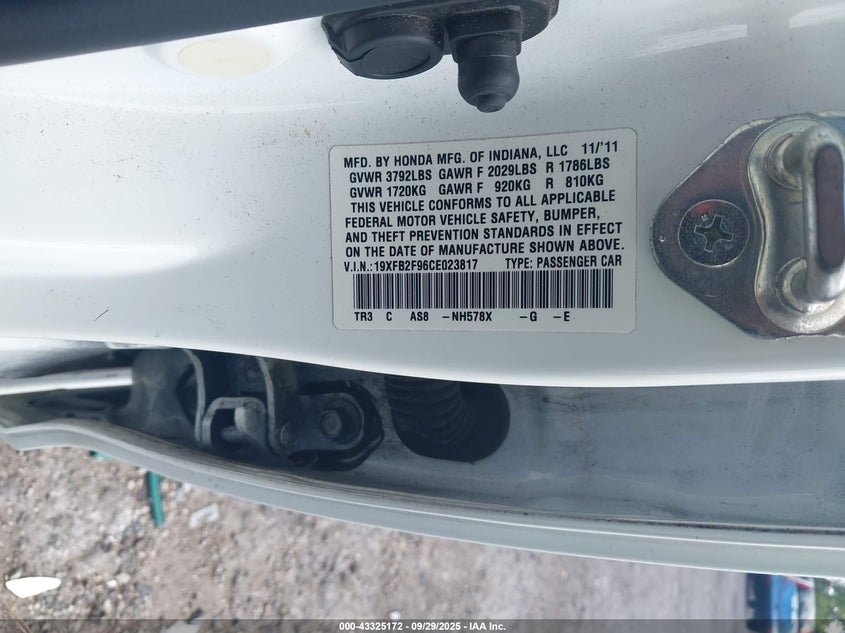 MFD. BY HONDA MFG. OF INDIANA, LLC 11/'11
GVWR 3792LBS GAWR F 2029LBS R 1786LBS
GVWR 1720KG GAWR F 920KG R 810KG
THIS VEHICLE CONFORMS TO ALL APPLICABLE
FEDERAL MOTOR VEHICLE SAFETY, BUMPER,
AND THEFT PREVENTION STANDARDS IN EFFECT
ON THE DATE OF MANUFACTURE SHOWN ABOVE.
V.I.N.:19XFB2F96CE023817 TYPE: PASSENGER CAR
TR3 C AS8 -NH578X -G -E
000-43325172 - 09/29/2025 - IAA Inc.